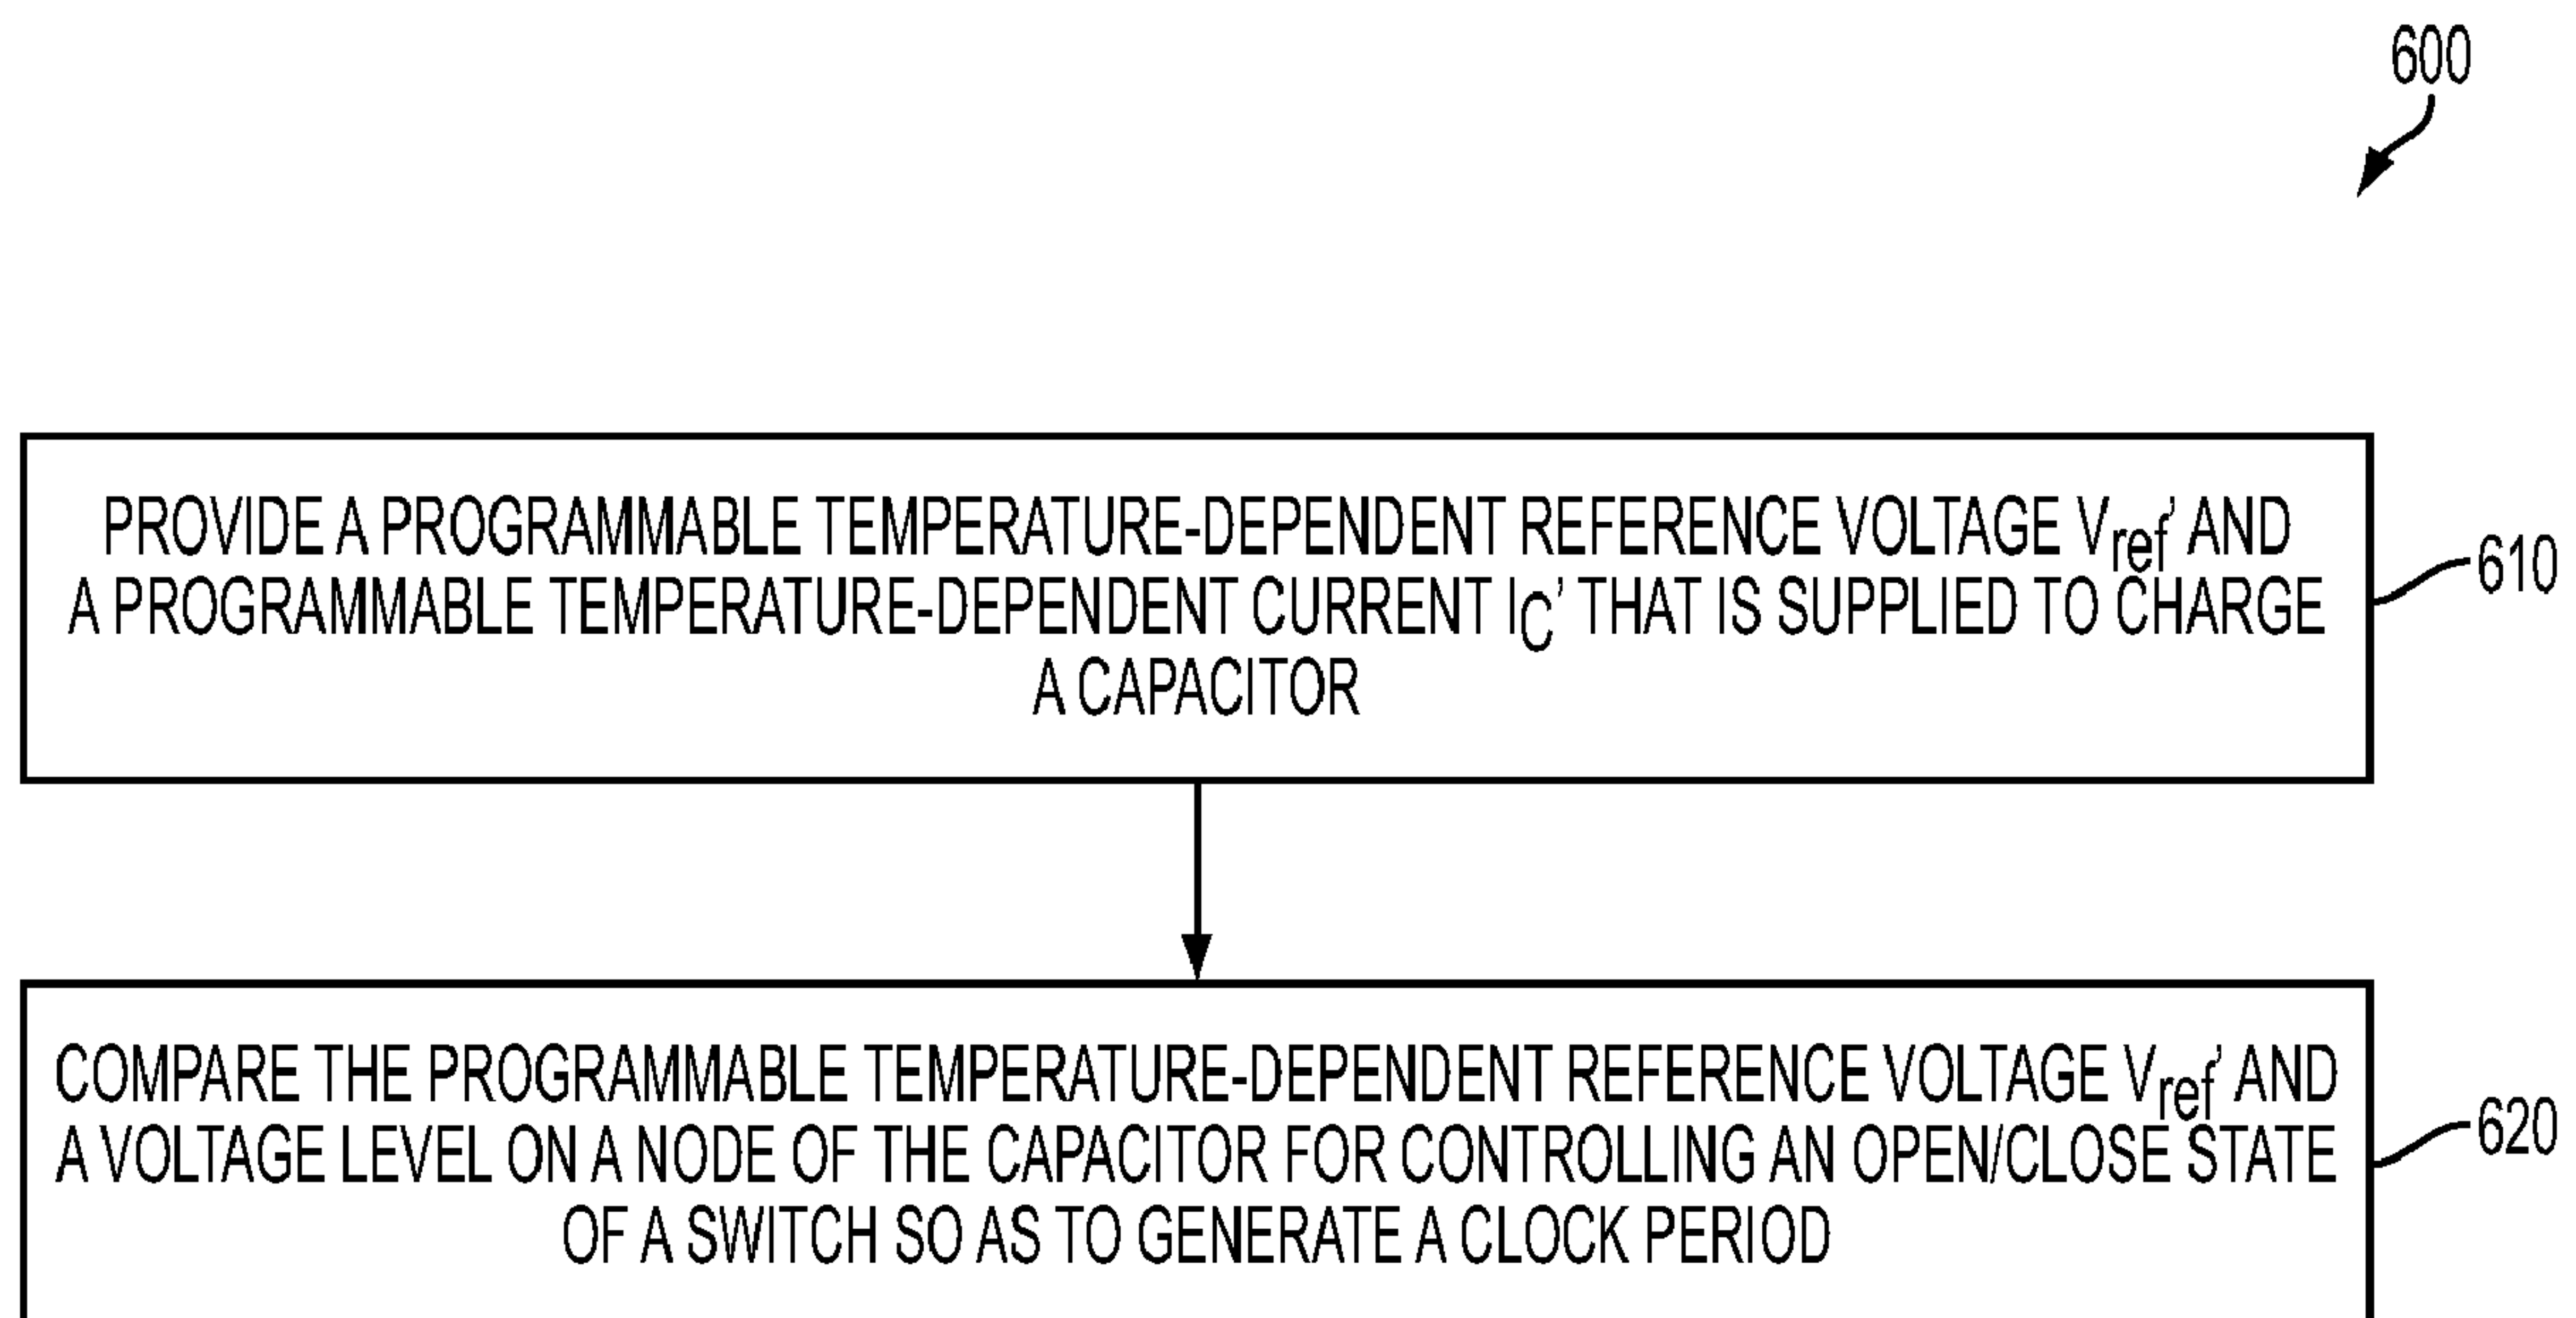 600
PROVIDE A PROGRAMMABLE TEMPERATURE-DEPENDENT REFERENCE VOLTAGE Vref' AND
A PROGRAMMABLE TEMPERATURE-DEPENDENT CURRENT IC' THAT IS SUPPLIED TO CHARGE
A CAPACITOR
610
COMPARE THE PROGRAMMABLE TEMPERATURE-DEPENDENT REFERENCE VOLTAGE Vref' AND
A VOLTAGE LEVEL ON A NODE OF THE CAPACITOR FOR CONTROLLING AN OPEN/CLOSE STATE
OF A SWITCH SO AS TO GENERATE A CLOCK PERIOD
620